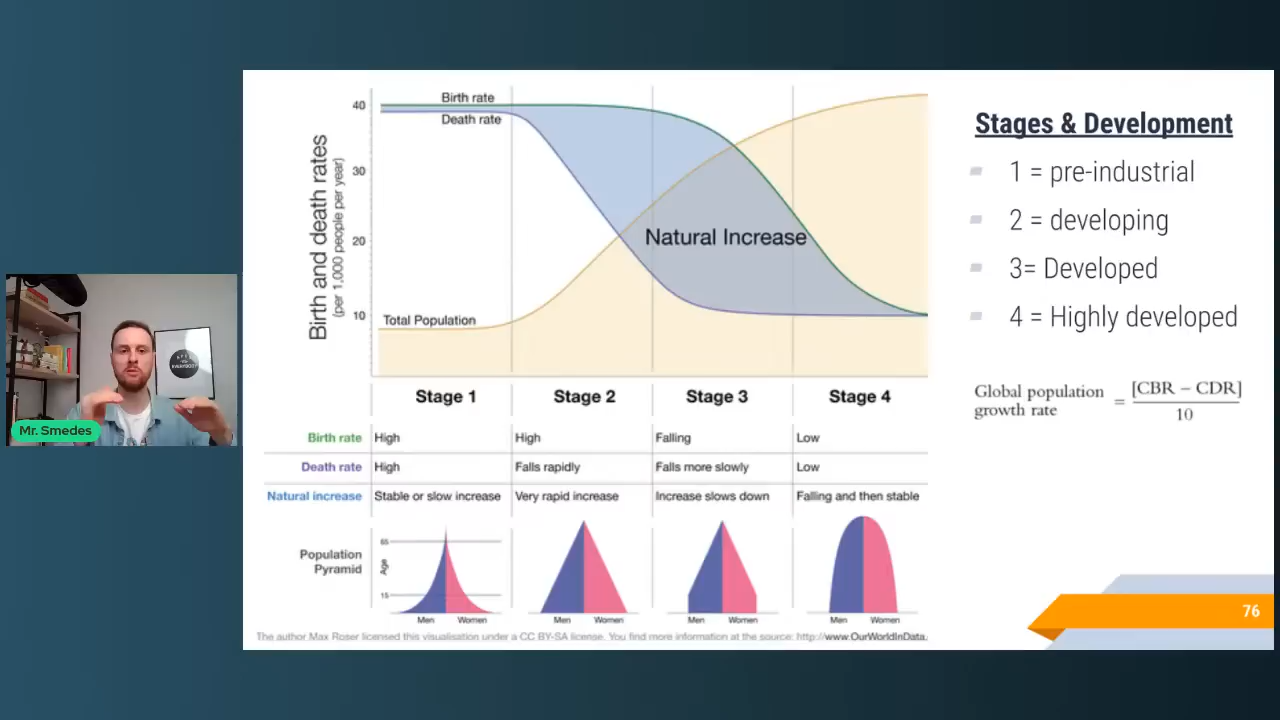 Birth rate
Death rate
40
30
20
10
Birth and death rates
(per 1,000 people per year)
Natural Increase
Total Population
Stage 1 Stage 2 Stage 3 Stage 4
Birth rate High High Falling Low
Death rate High Falls rapidly Falls more slowly Low
Natural increase Stable or slow increase Very rapid increase Increase slows down Falling and then stable
Population
Pyramid
65
Age
15
Men Women Men Women Men Women Men Women
The author Max Roser licensed this visualisation under a CC BY-SA license. You find more information at the source: http://www.OurWorldInData.
Stages & Development
1 = pre-industrial
2 = developing
3= Developed
4 = Highly developed
Global population
growth rate
= [CBR − CDR]
10
76
Mr. Smedes
EVERYBODY